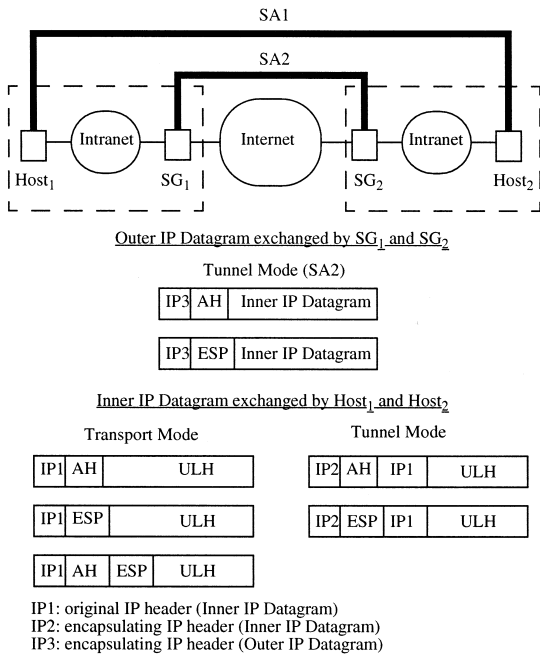 SA1
SA2
Intranet
Internet
Intranet
Host1
SG1
SG2
Host2
Outer IP Datagram exchanged by SG1 and SG2
Tunnel Mode (SA2)
IP3 AH Inner IP Datagram
IP3 ESP Inner IP Datagram
Inner IP Datagram exchanged by Host1 and Host2
Transport Mode
Tunnel Mode
IP1 AH ULH
IP2 AH IP1 ULH
IP1 ESP ULH
IP2 ESP IP1 ULH
IP1 AH ESP ULH
IP1: original IP header (Inner IP Datagram)
IP2: encapsulating IP header (Inner IP Datagram)
IP3: encapsulating IP header (Outer IP Datagram)